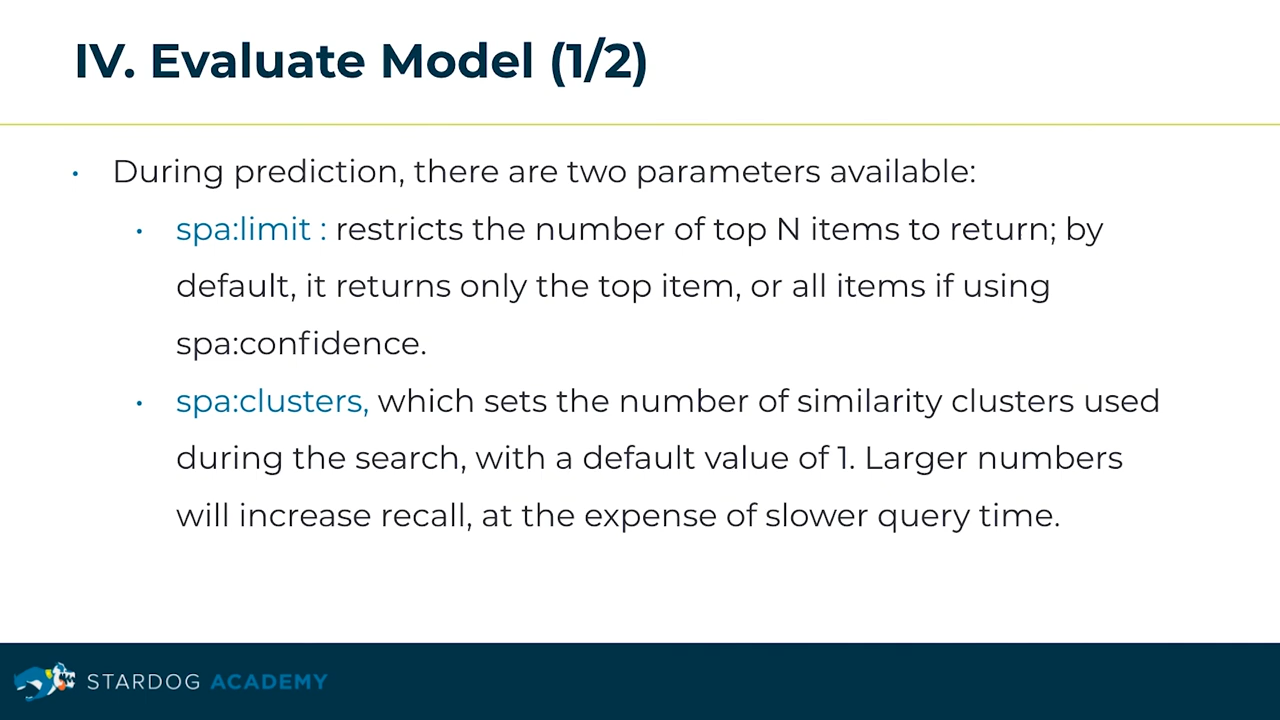 IV. Evaluate Model (1/2)
• During prediction, there are two parameters available:
• spa:limit : restricts the number of top N items to return; by
default, it returns only the top item, or all items if using
spa:confidence.
• spa:clusters, which sets the number of similarity clusters used
during the search, with a default value of 1. Larger numbers
will increase recall, at the expense of slower query time.
STARDOG ACADEMY